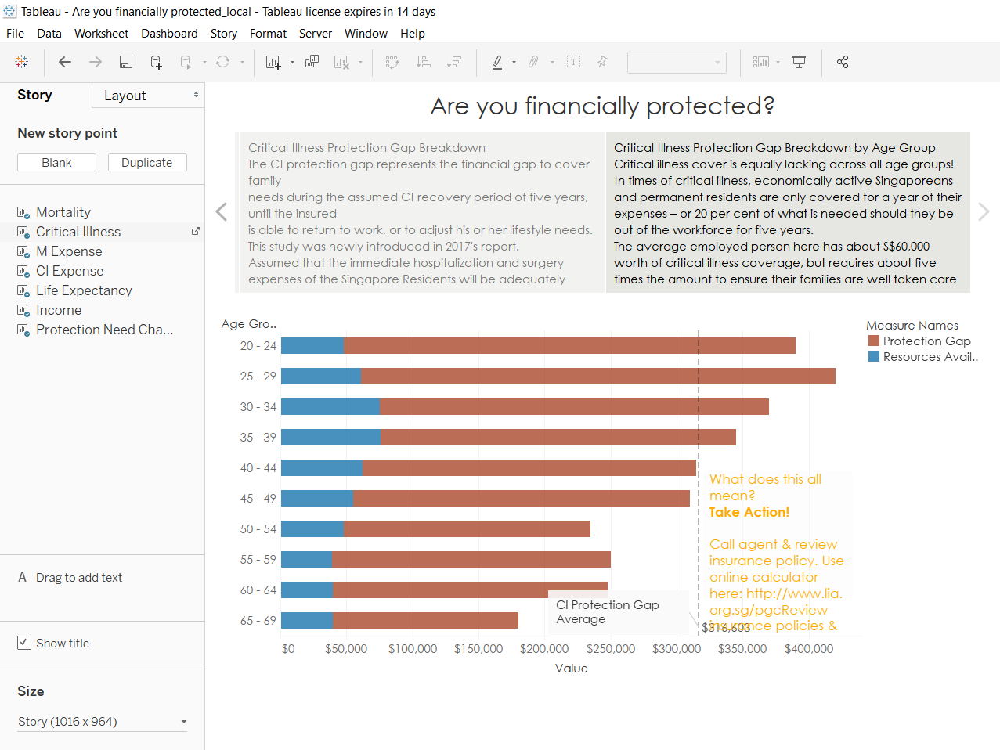 Tableau - Are you financially protected_local - Tableau license expires in 14 days
File Data Worksheet Dashboard Story Format Server Window Help
Story Layout
New story point
Blank Duplicate
Mortality
Critical Illness
M Expense
CI Expense
Life Expectancy
Income
Protection Need Cha...
A Drag to add text
Show title
Size
Story (1016 x 964)
Are you financially protected?
Critical Illness Protection Gap Breakdown
The CI protection gap represents the financial gap to cover
family
needs during the assumed CI recovery period of five years,
until the insured
is able to return to work, or to adjust his or her lifestyle needs.
This study was newly introduced in 2017's report.
Assumed that the immediate hospitalization and surgery
expenses of the Singapore Residents will be adequately
Critical Illness Protection Gap Breakdown by Age Group
Critical illness cover is equally lacking across all age groups!
In times of critical illness, economically active Singaporeans
and permanent residents are only covered for a year of their
expenses – or 20 per cent of what is needed should they be
out of the workforce for five years.
The average employed person here has about S$60,000
worth of critical illness coverage, but requires about five
times the amount to ensure their families are well taken care
Age Gro..
20 - 24
25 - 29
30 - 34
35 - 39
40 - 44
45 - 49
50 - 54
55 - 59
60 - 64
65 - 69
$0 $50,000 $100,000 $150,000 $200,000 $250,000 $300,000 $350,000 $400,000
Value
CI Protection Gap
Average
$316,603
What does this all
mean?
Take Action!
Call agent & review
insurance policy. Use
online calculator
here: http://www.lia.
org.sg/pgcReview
insurance policies &
Measure Names
Protection Gap
Resources Avail..